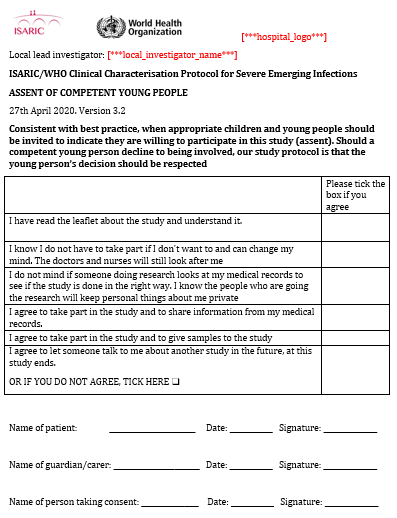 ISARIC
World Health
Organization
[***hospital_logo***]
Local lead investigator: [***local_investigator_name***]
ISARIC/WHO Clinical Characterisation Protocol for Severe Emerging Infections
ASSENT OF COMPETENT YOUNG PEOPLE
27th April 2020. Version 3.2
Consistent with best practice, when appropriate children and young people should
be invited to indicate they are willing to participate in this study (assent). Should a
competent young person decline to being involved, our study protocol is that the
young person's decision should be respected
Please tick the
box if you
agree
I have read the leaflet about the study and understand it.
I know I do not have to take part if I don't want to and can change my
mind. The doctors and nurses will still look after me
I do not mind if someone doing research looks at my medical records to
see if the study is done in the right way. I know the people who are going
the research will keep personal things about me private
I agree to take part in the study and to share information from my medical
records.
I agree to take part in the study and to give samples to the study
I agree to let someone talk to me about another study in the future, at this
study ends.
OR IF YOU DO NOT AGREE, TICK HERE ❑
Name of patient: ________________ Date: ________ Signature: __________
Name of guardian/carer: ________________ Date: ________ Signature: __________
Name of person taking consent: ________________ Date: ________ Signature: __________